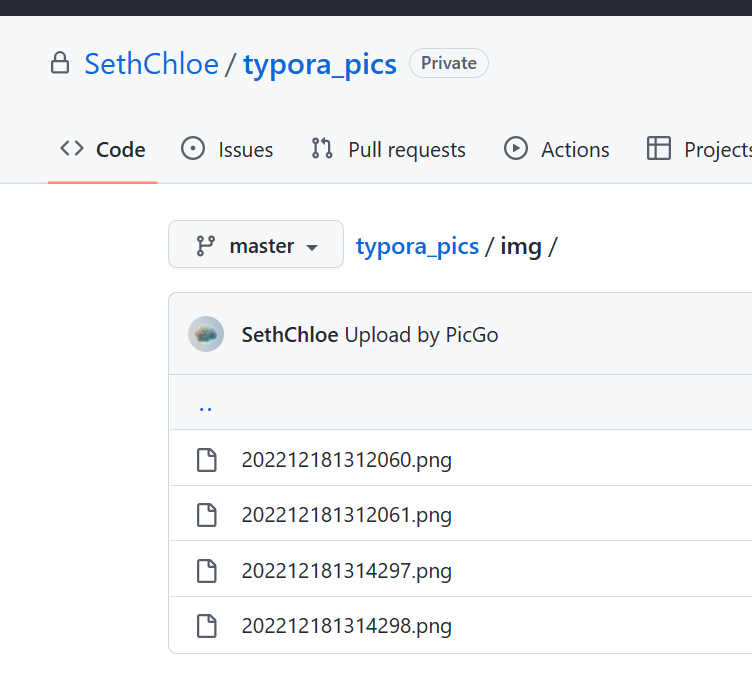 SethChloe / typora_pics Private
Code Issues Pull requests Actions Projects
master typora_pics / img /
SethChloe Upload by PicGo
..
202212181312060.png
202212181312061.png
202212181314297.png
202212181314298.png